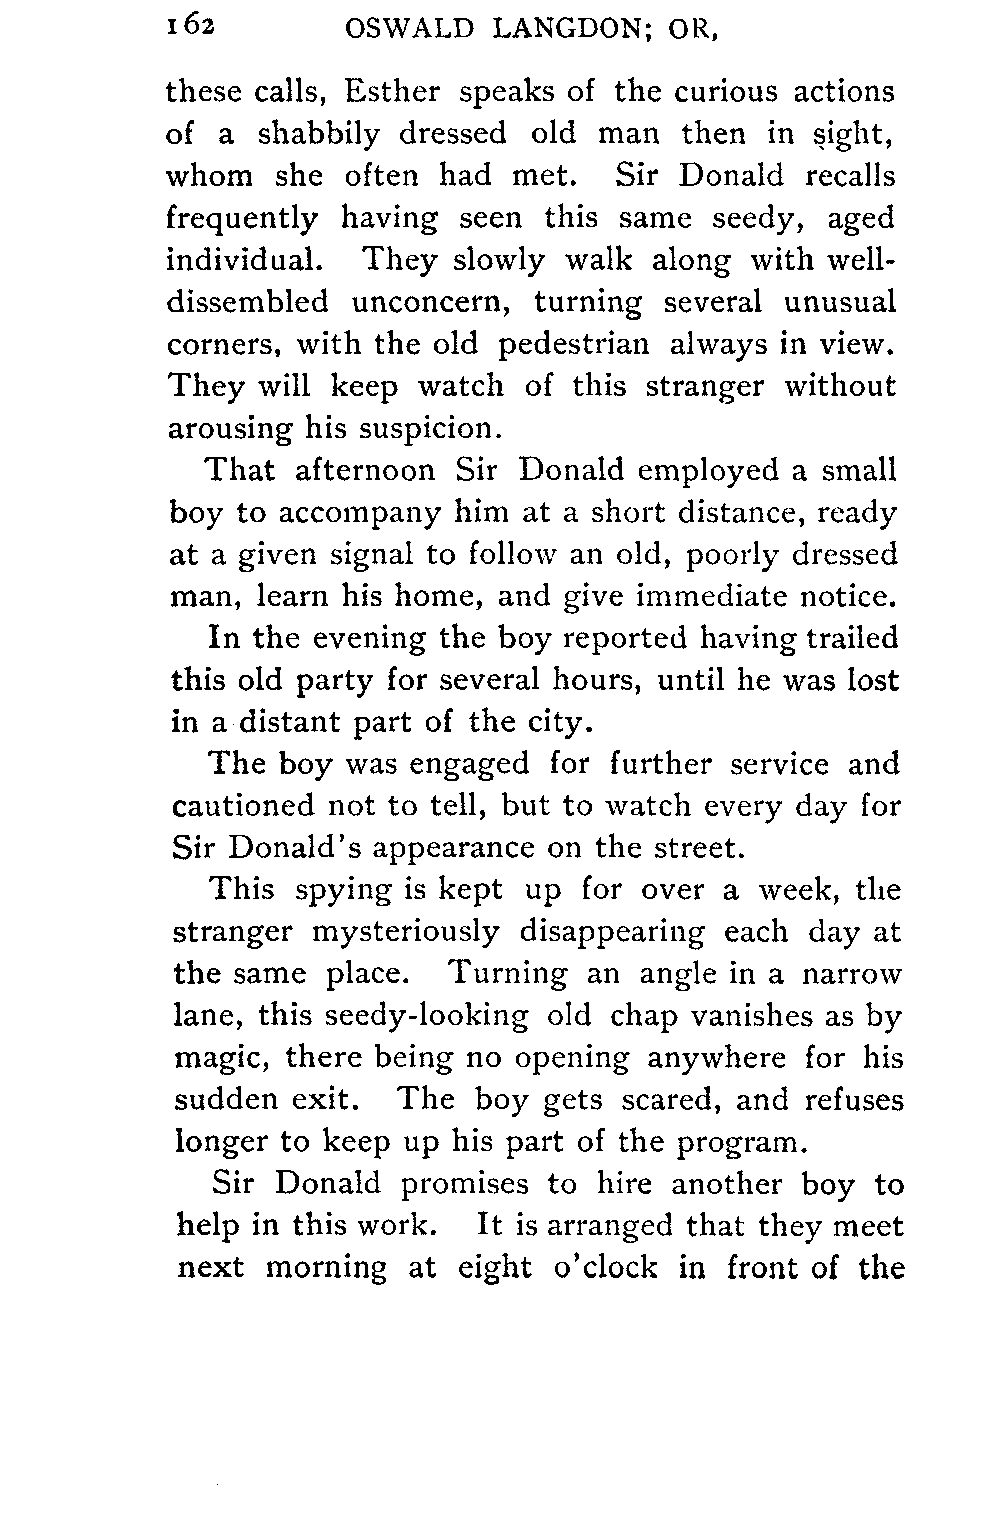 162 OSWALD LANGDON; OR,
these calls, Esther speaks of the curious actions
of a shabbily dressed old man then in sight,
whom she often had met. Sir Donald recalls
frequently having seen this same seedy, aged
individual. They slowly walk along with well-
dissembled unconcern, turning several unusual
corners, with the old pedestrian always in view.
They will keep watch of this stranger without
arousing his suspicion.
That afternoon Sir Donald employed a small
boy to accompany him at a short distance, ready
at a given signal to follow an old, poorly dressed
man, learn his home, and give immediate notice.
In the evening the boy reported having trailed
this old party for several hours, until he was lost
in a distant part of the city.
The boy was engaged for further service and
cautioned not to tell, but to watch every day for
Sir Donald's appearance on the street.
This spying is kept up for over a week, the
stranger mysteriously disappearing each day at
the same place. Turning an angle in a narrow
lane, this seedy-looking old chap vanishes as by
magic, there being no opening anywhere for his
sudden exit. The boy gets scared, and refuses
longer to keep up his part of the program.
Sir Donald promises to hire another boy to
help in this work. It is arranged that they meet
next morning at eight o'clock in front of the